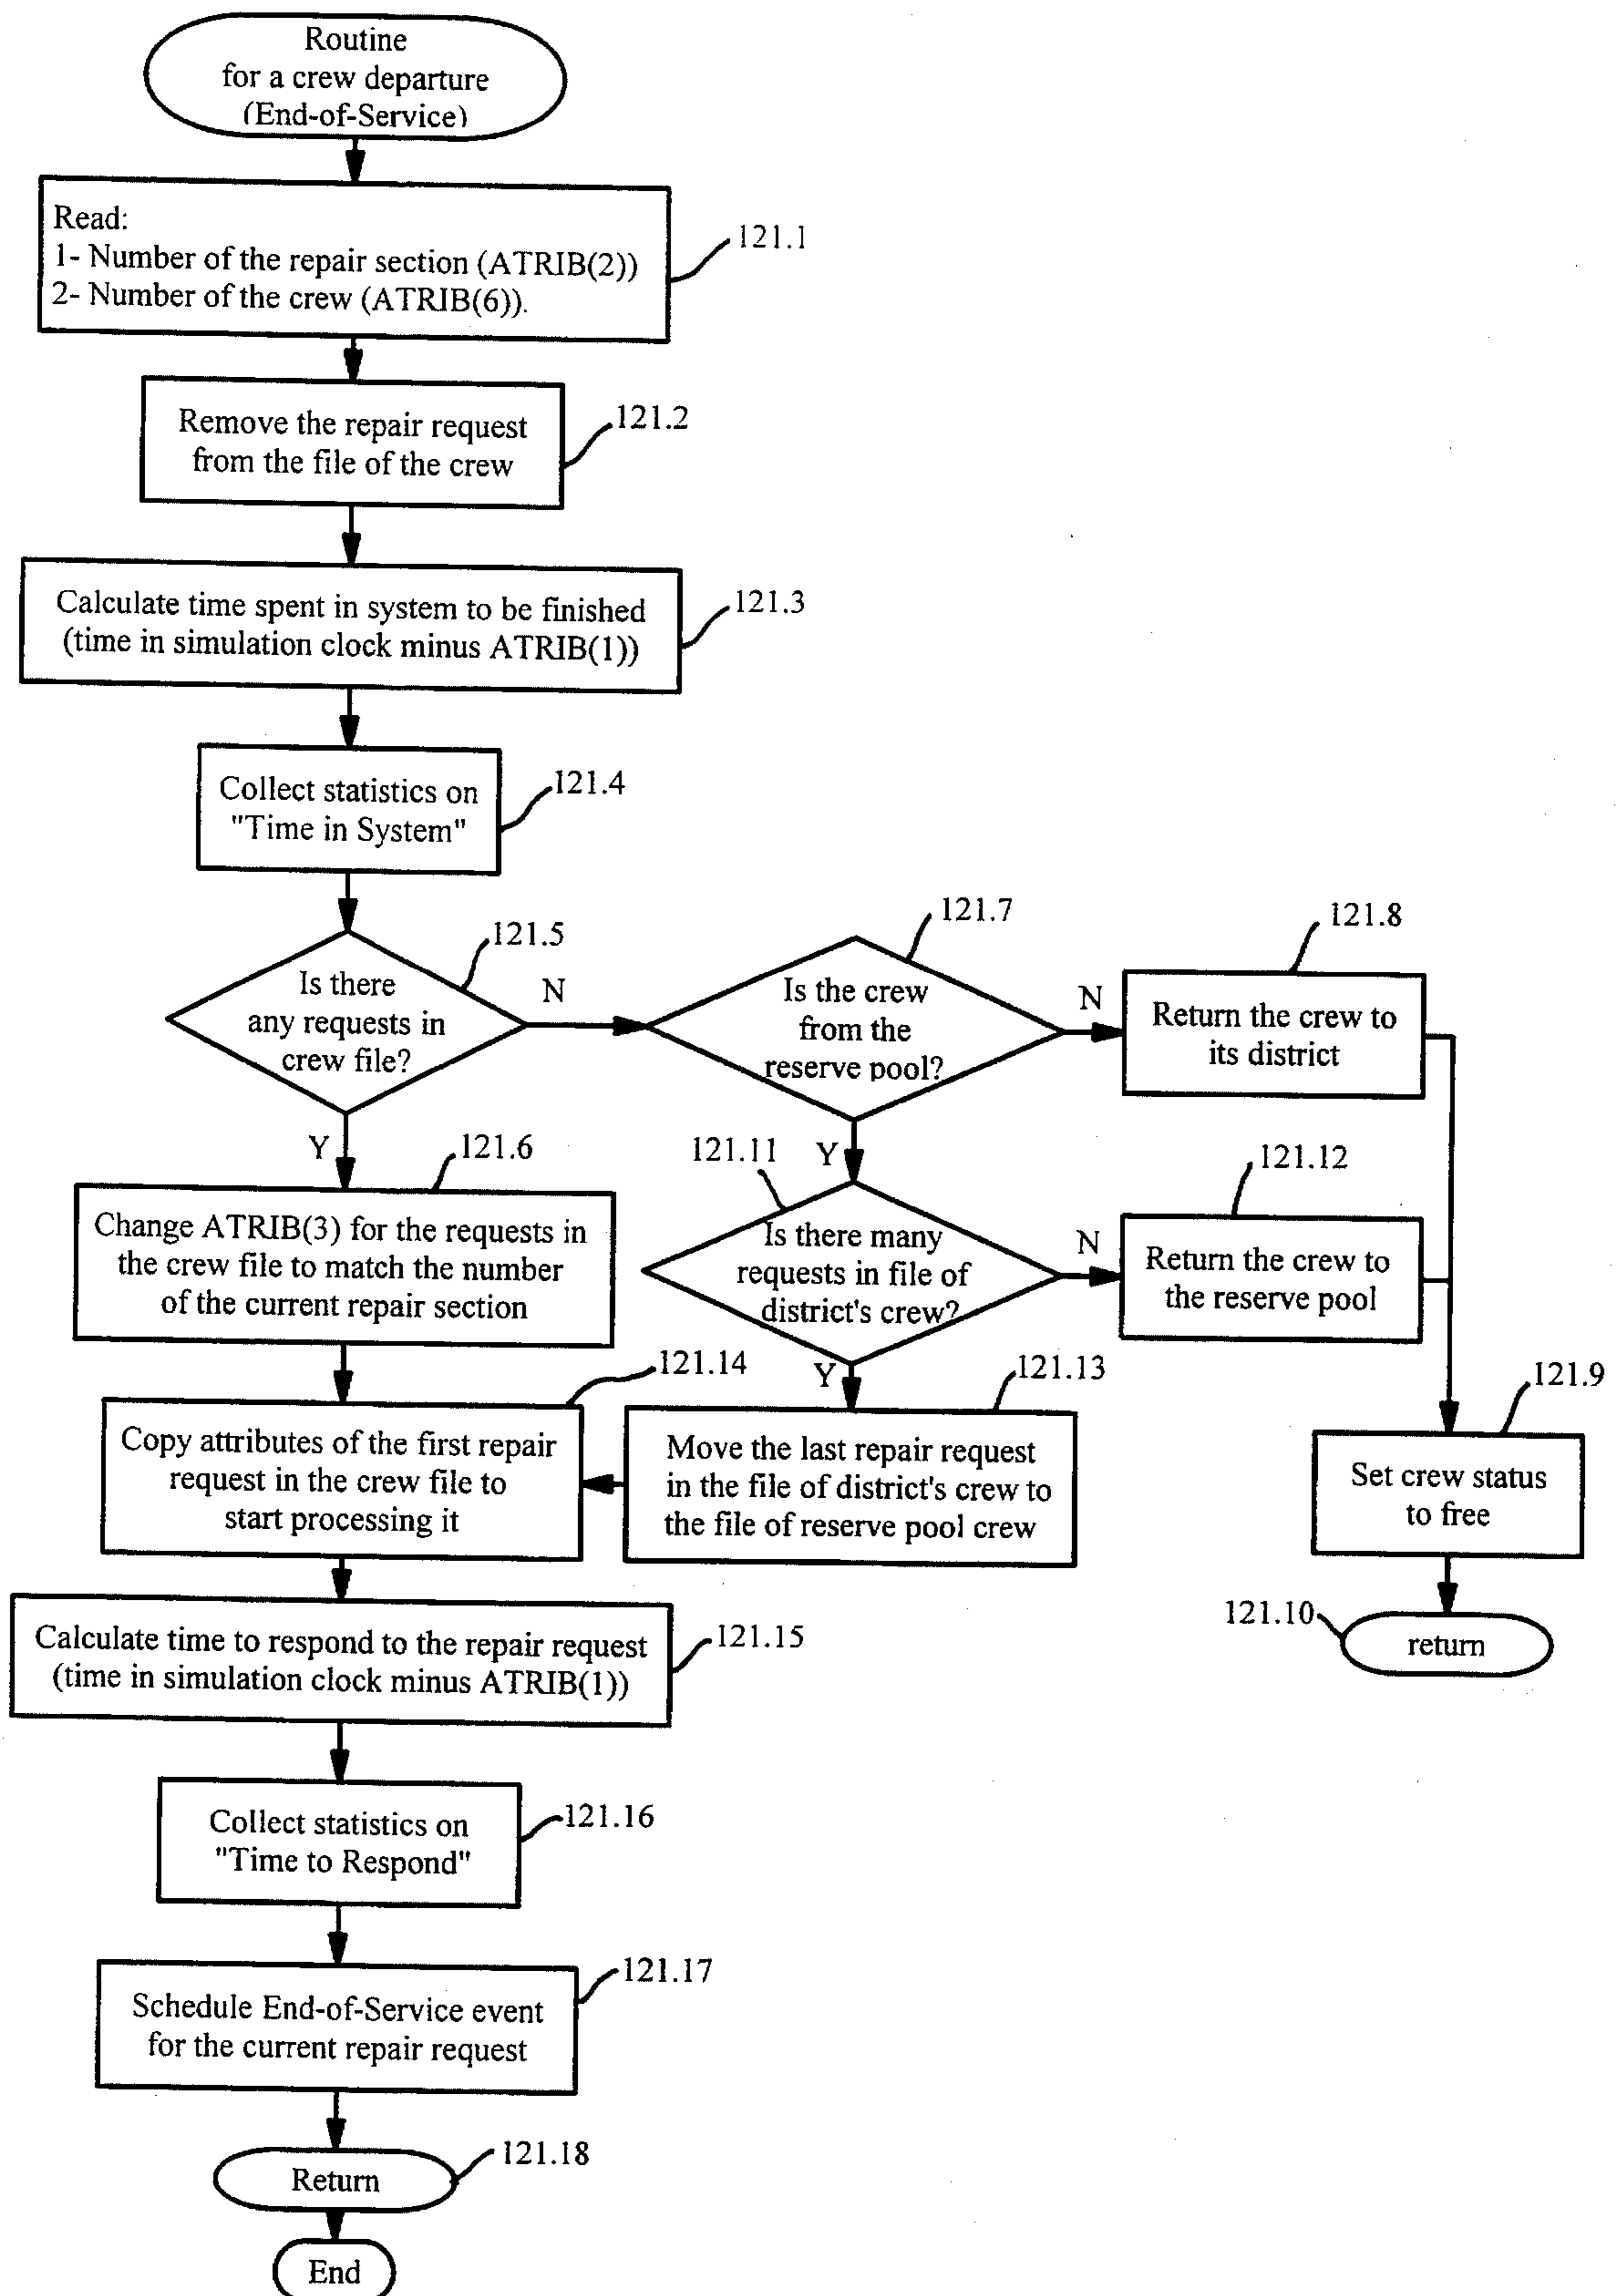 Routine
for a crew departure
(End-of-Service)
Read:
1- Number of the repair section (ATRIB(2))
2- Number of the crew (ATRIB(6)).
121.1
Remove the repair request
from the file of the crew
121.2
Calculate time spent in system to be finished
(time in simulation clock minus ATRIB(1))
121.3
Collect statistics on
"Time in System"
121.4
Is there
any requests in
crew file?
121.5
N
Y
Is the crew
from the
reserve pool?
121.7
N
Y
Return the crew to
its district
121.8
Change ATRIB(3) for the requests in
the crew file to match the number
of the current repair section
121.6
Is there many
requests in file of
district's crew?
121.11
N
Y
Return the crew to
the reserve pool
121.12
Copy attributes of the first repair
request in the crew file to
start processing it
121.14
Move the last repair request
in the file of district's crew to
the file of reserve pool crew
121.13
Set crew status
to free
121.9
return
121.10
Calculate time to respond to the repair request
(time in simulation clock minus ATRIB(1))
121.15
Collect statistics on
"Time to Respond"
121.16
Schedule End-of-Service event
for the current repair request
121.17
Return
121.18
End